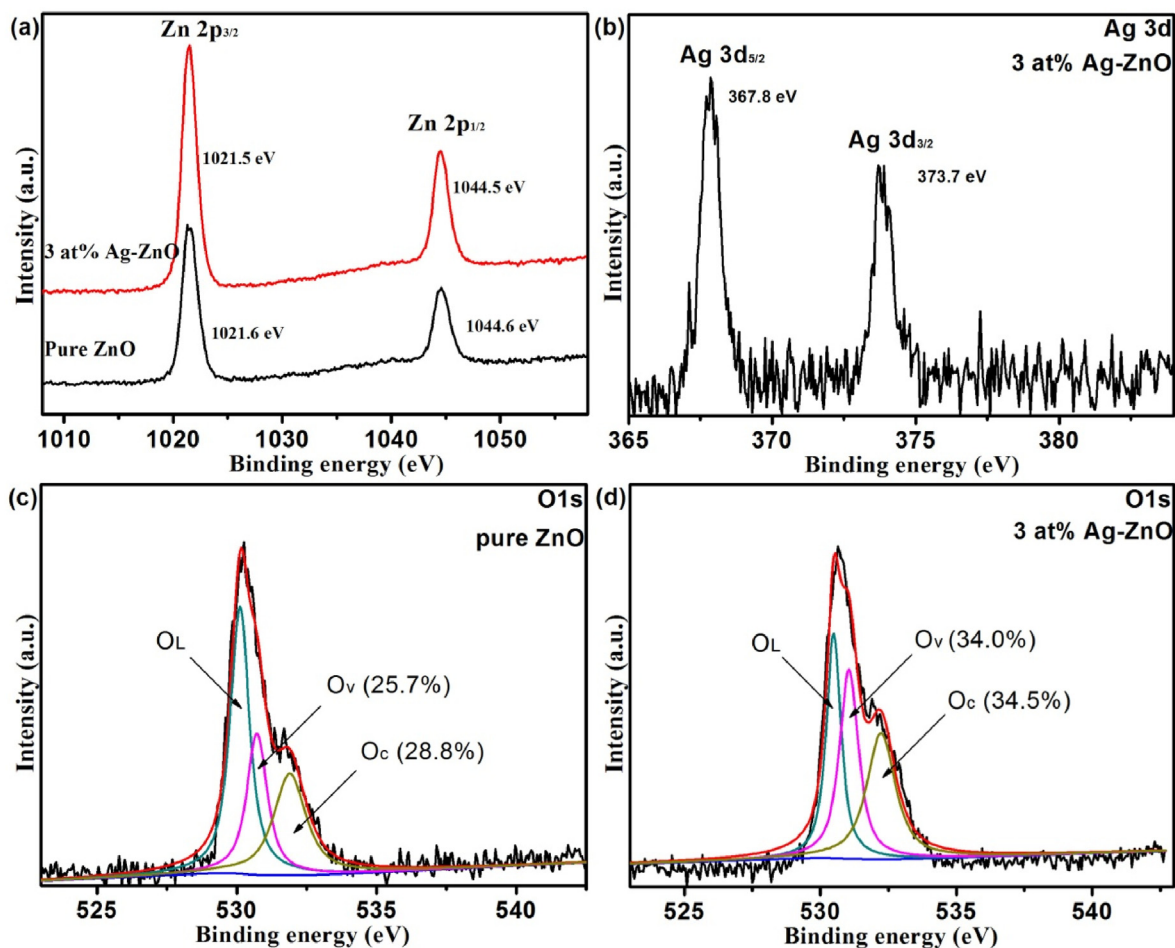 (a)
Zn 2p3/2
Zn 2p1/2
1021.5 eV
1044.5 eV
3 at% Ag-ZnO
1021.6 eV
1044.6 eV
Pure ZnO
Intensity (a.u.)
1010 1020 1030 1040 1050
Binding energy (eV)
(b)
Ag 3d
3 at% Ag-ZnO
Ag 3d5/2
367.8 eV
Ag 3d3/2
373.7 eV
Intensity (a.u.)
365 370 375 380
Binding energy (eV)
(c)
O1s
pure ZnO
OL
Ov (25.7%)
Oc (28.8%)
Intensity (a.u.)
525 530 535 540
Binding energy (eV)
(d)
O1s
3 at% Ag-ZnO
OL
Ov (34.0%)
Oc (34.5%)
Intensity (a.u.)
525 530 535 540
Binding energy (eV)